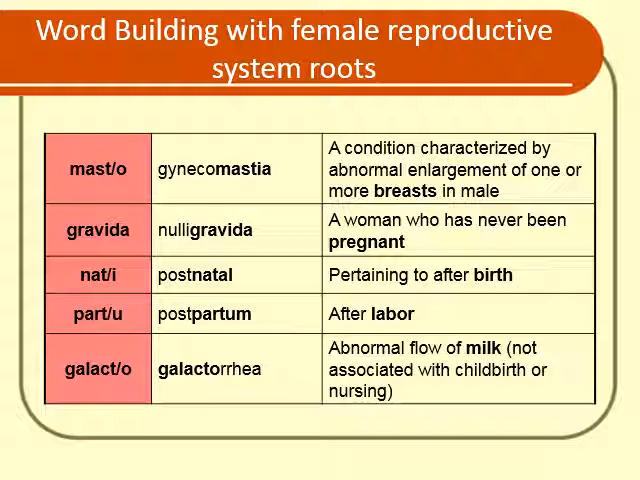 Word Building with female reproductive
system roots
mast/o
gynecomastia
A condition characterized by
abnormal enlargement of one or
more breasts in male
gravida
nulligravida
A woman who has never been
pregnant
nat/i
postnatal
Pertaining to after birth
part/u
postpartum
After labor
galact/o
galactorrhea
Abnormal flow of milk (not
associated with childbirth or
nursing)